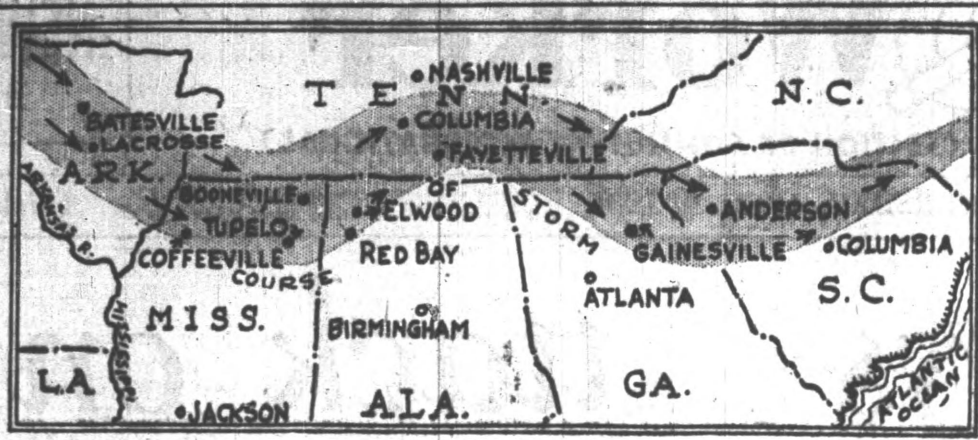 NASHVILLE
TENN.
N.C.
BATESVILLE
COLUMBIA
LACROSSE
FAYETTEVILLE
ARK.
BOONEVILLE
OF
ARKANSAS R.
ELWOOD
STORM
ANDERSON
TUPELO
GAINESVILLE
COFFEEVILLE
RED BAY
COLUMBIA
COURSE
ATLANTA
S.C.
MISS.
MISSISSIPPI
BIRMINGHAM
LA
GA.
ATLANTIC
OCEAN
JACKSON
ALA.